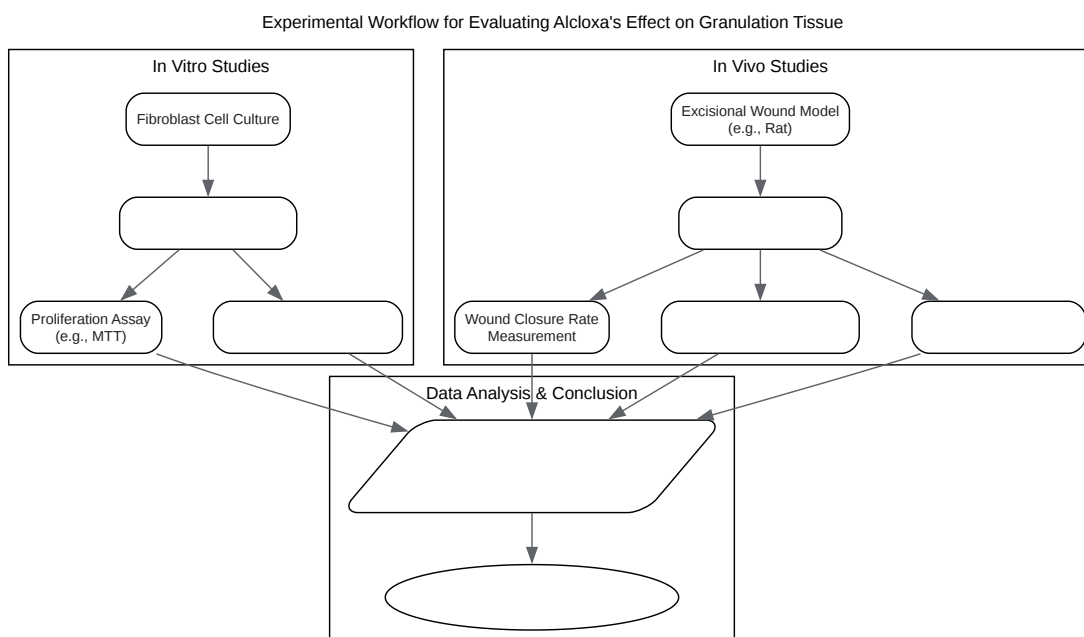 Experimental Workflow for Evaluating Alcloxa's Effect on Granulation Tissue
In Vitro Studies
Fibroblast Cell Culture
Proliferation Assay
(e.g., MTT)
In Vivo Studies
Excisional Wound Model
(e.g., Rat)
Wound Closure Rate
Measurement
Data Analysis & Conclusion